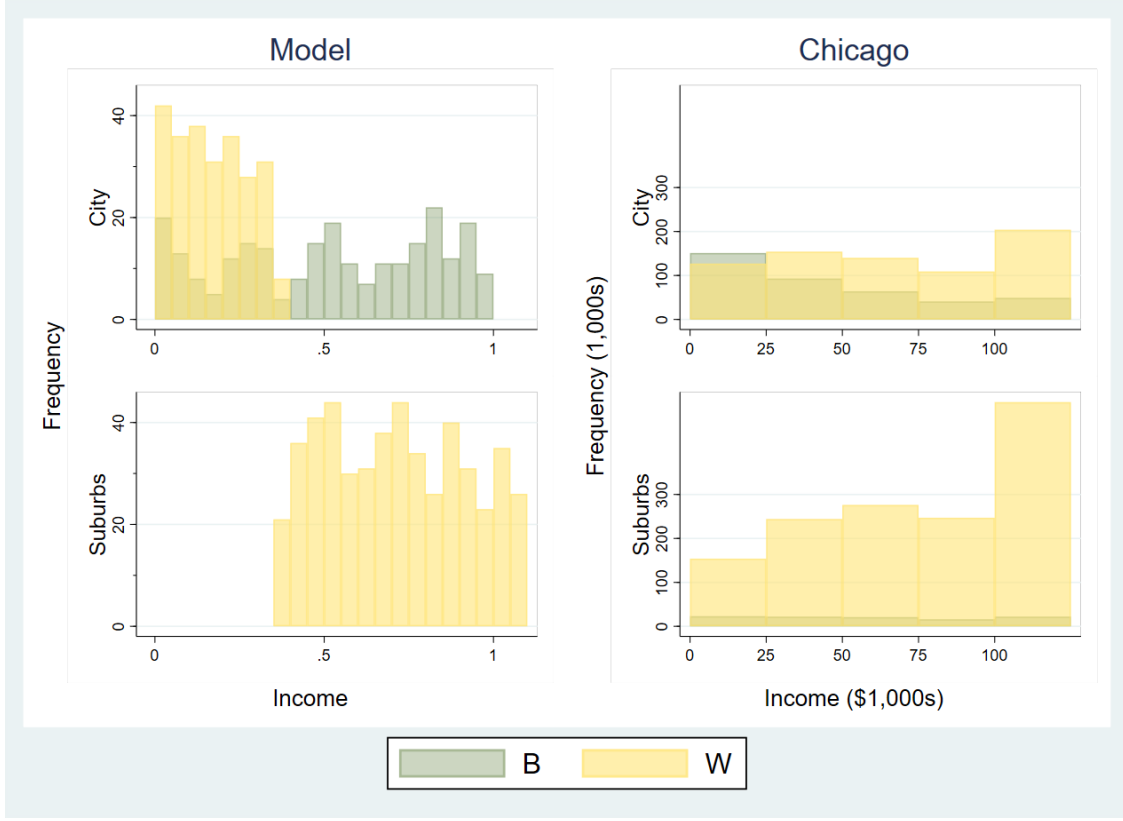 Model
Chicago
City
40
20
0
0 .5 1
City
300
200
100
0
0 25 50 75 100
Frequency
Frequency (1,000s)
Suburbs
40
20
0
0 .5 1
Suburbs
300
200
100
0
0 25 50 75 100
Income
Income ($1,000s)
B W